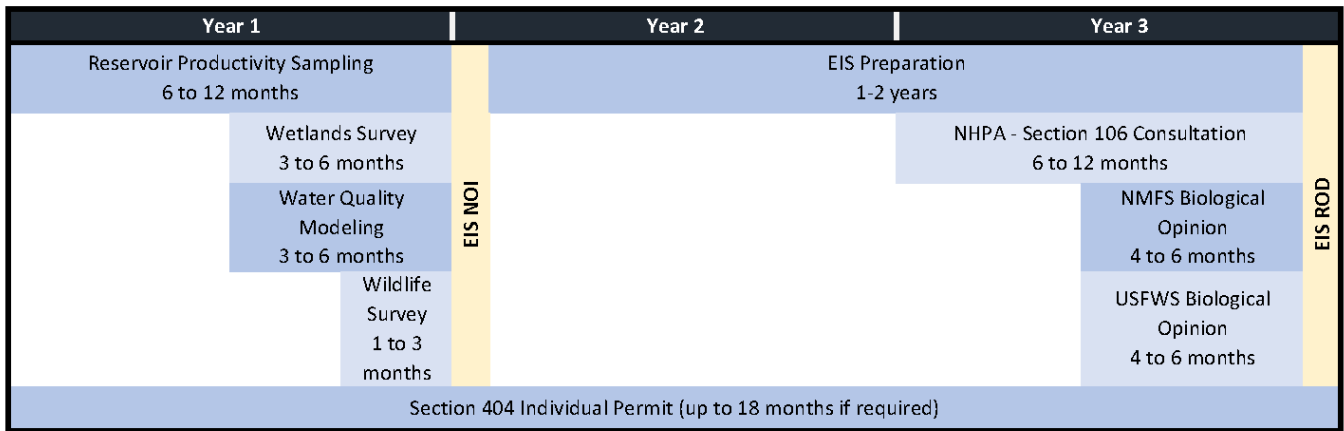 Year 1
Year 2
Year 3
Reservoir Productivity Sampling
6 to 12 months
EIS NOI
EIS Preparation
1-2 years
EIS ROD
Wetlands Survey
3 to 6 months
NHPA - Section 106 Consultation
6 to 12 months
Water Quality
Modeling
3 to 6 months
NMFS Biological
Opinion
4 to 6 months
Wildlife
Survey
1 to 3
months
USFWS Biological
Opinion
4 to 6 months
Section 404 Individual Permit (up to 18 months if required)